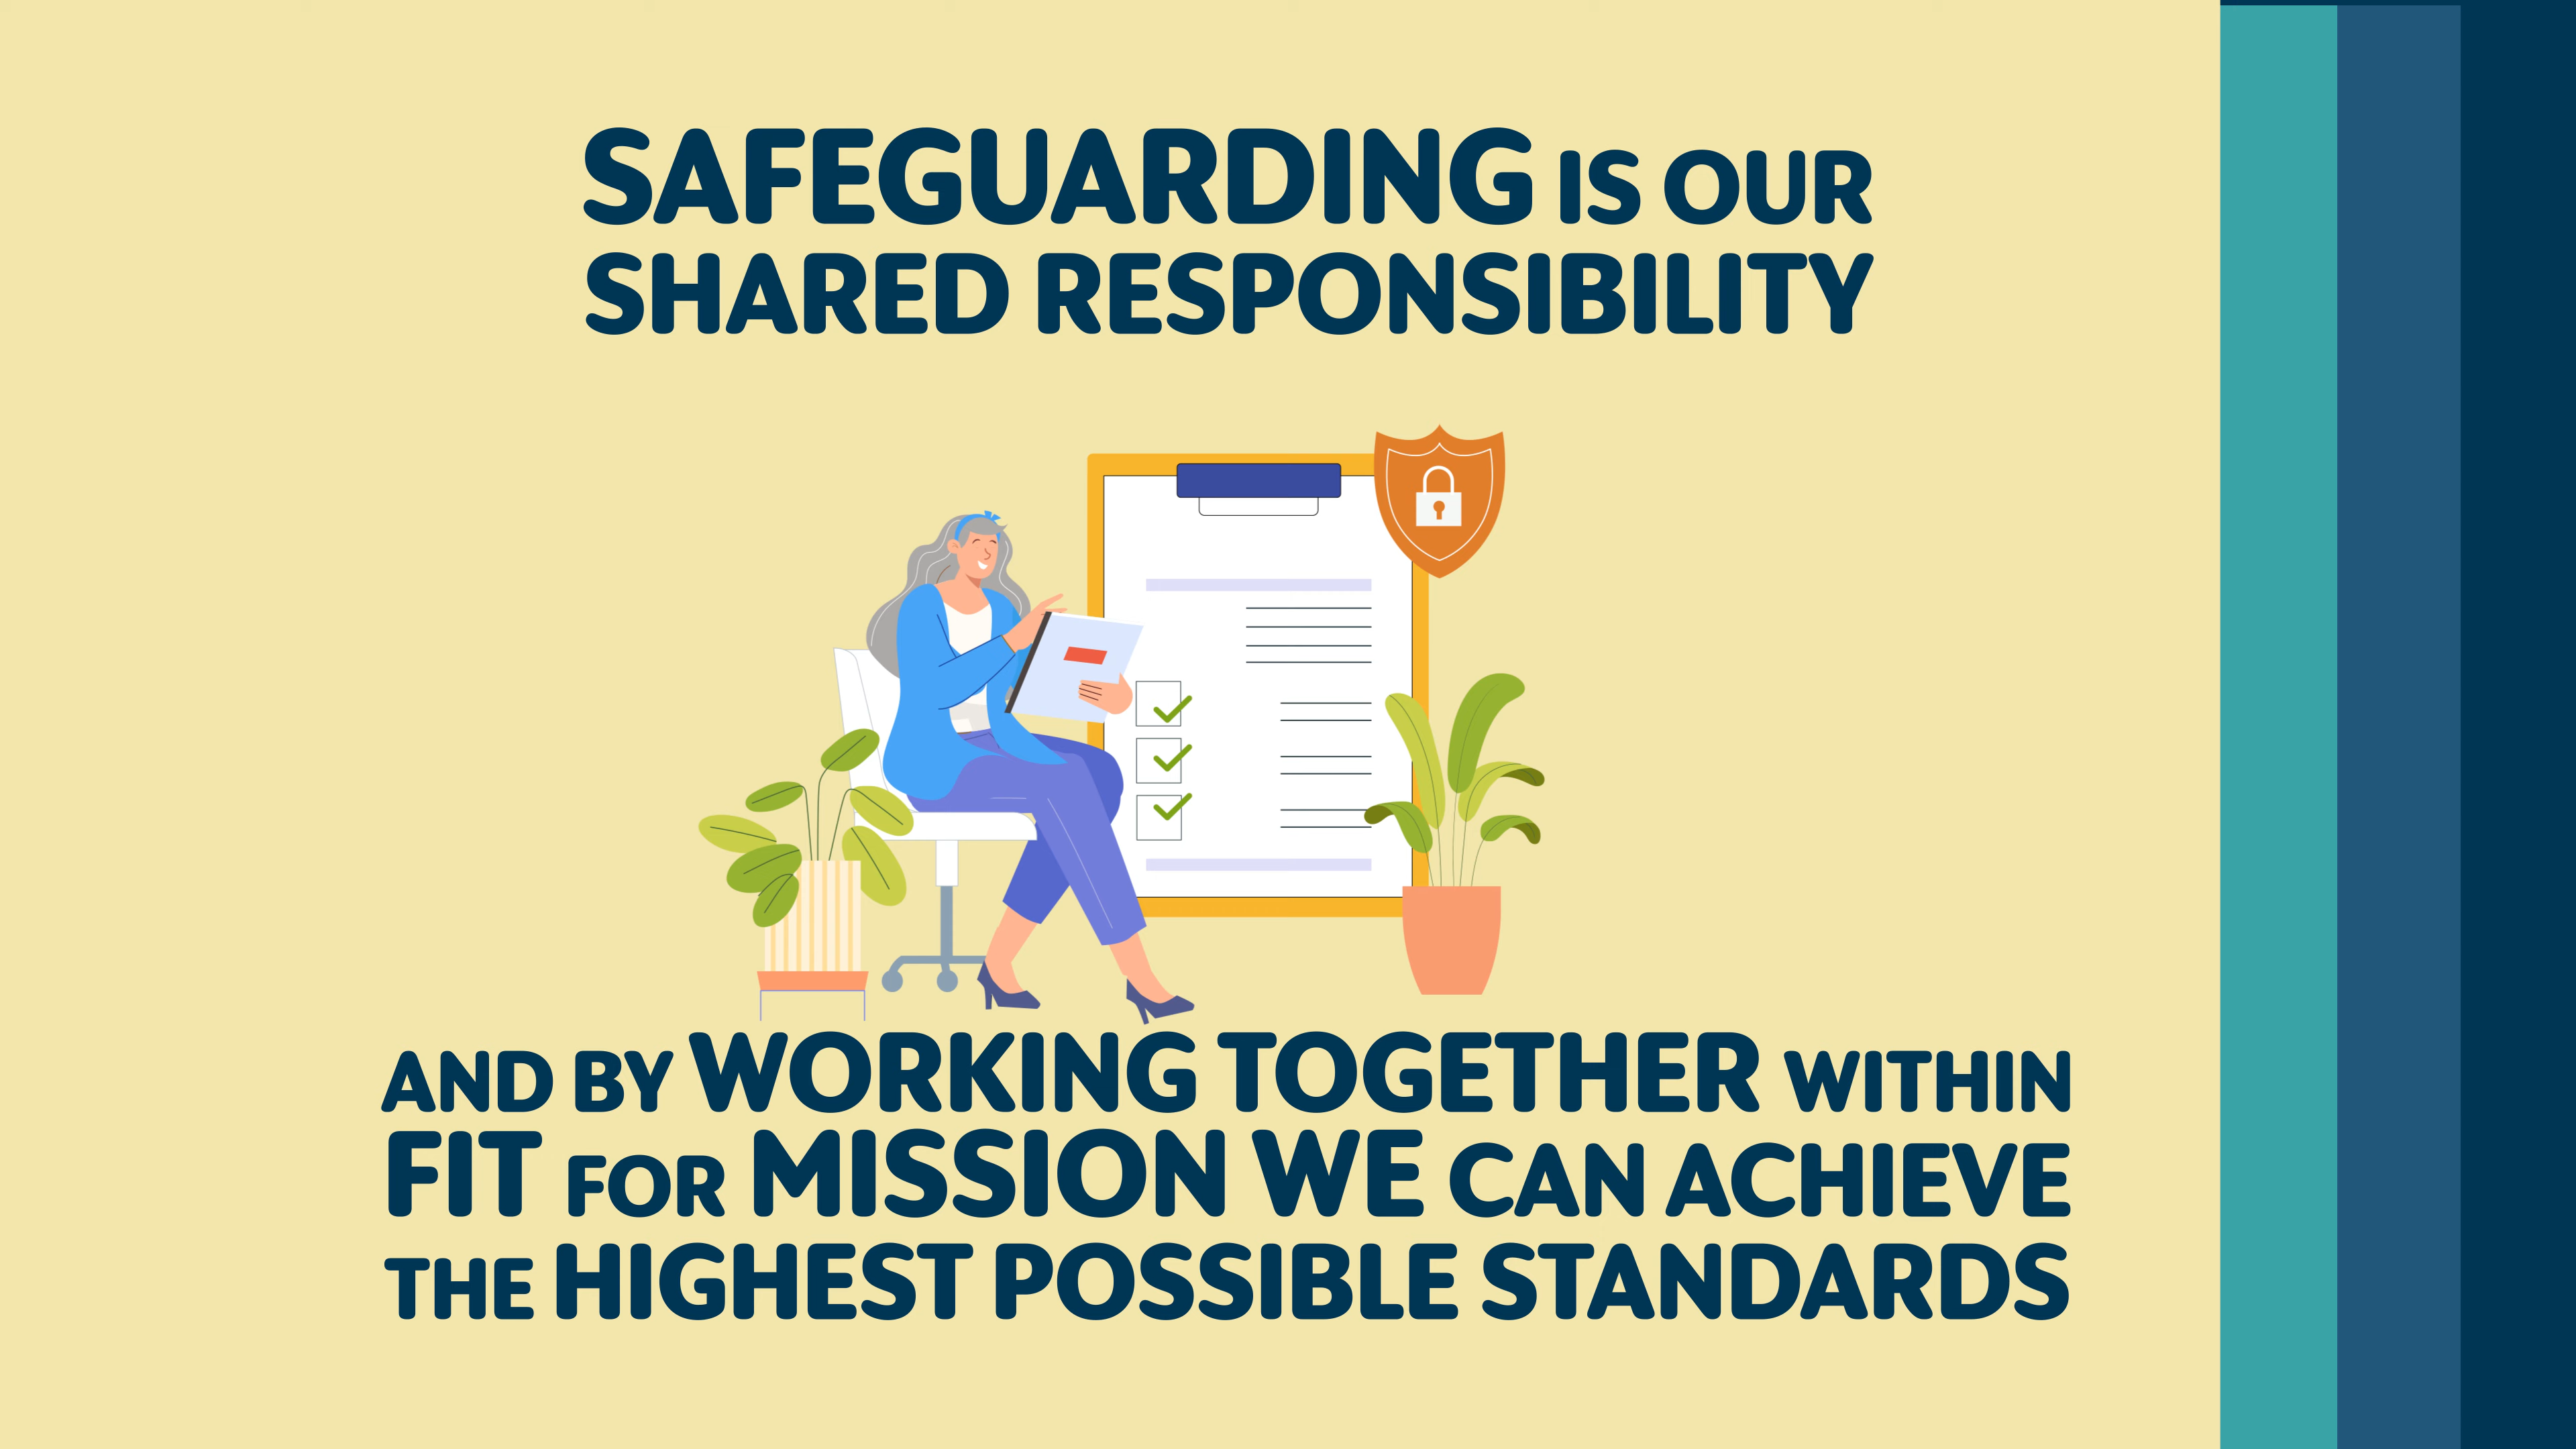 SAFEGUARDING IS OUR
SHARED RESPONSIBILITY
AND BY WORKING TOGETHER WITHIN
FIT FOR MISSION WE CAN ACHIEVE
THE HIGHEST POSSIBLE STANDARDS